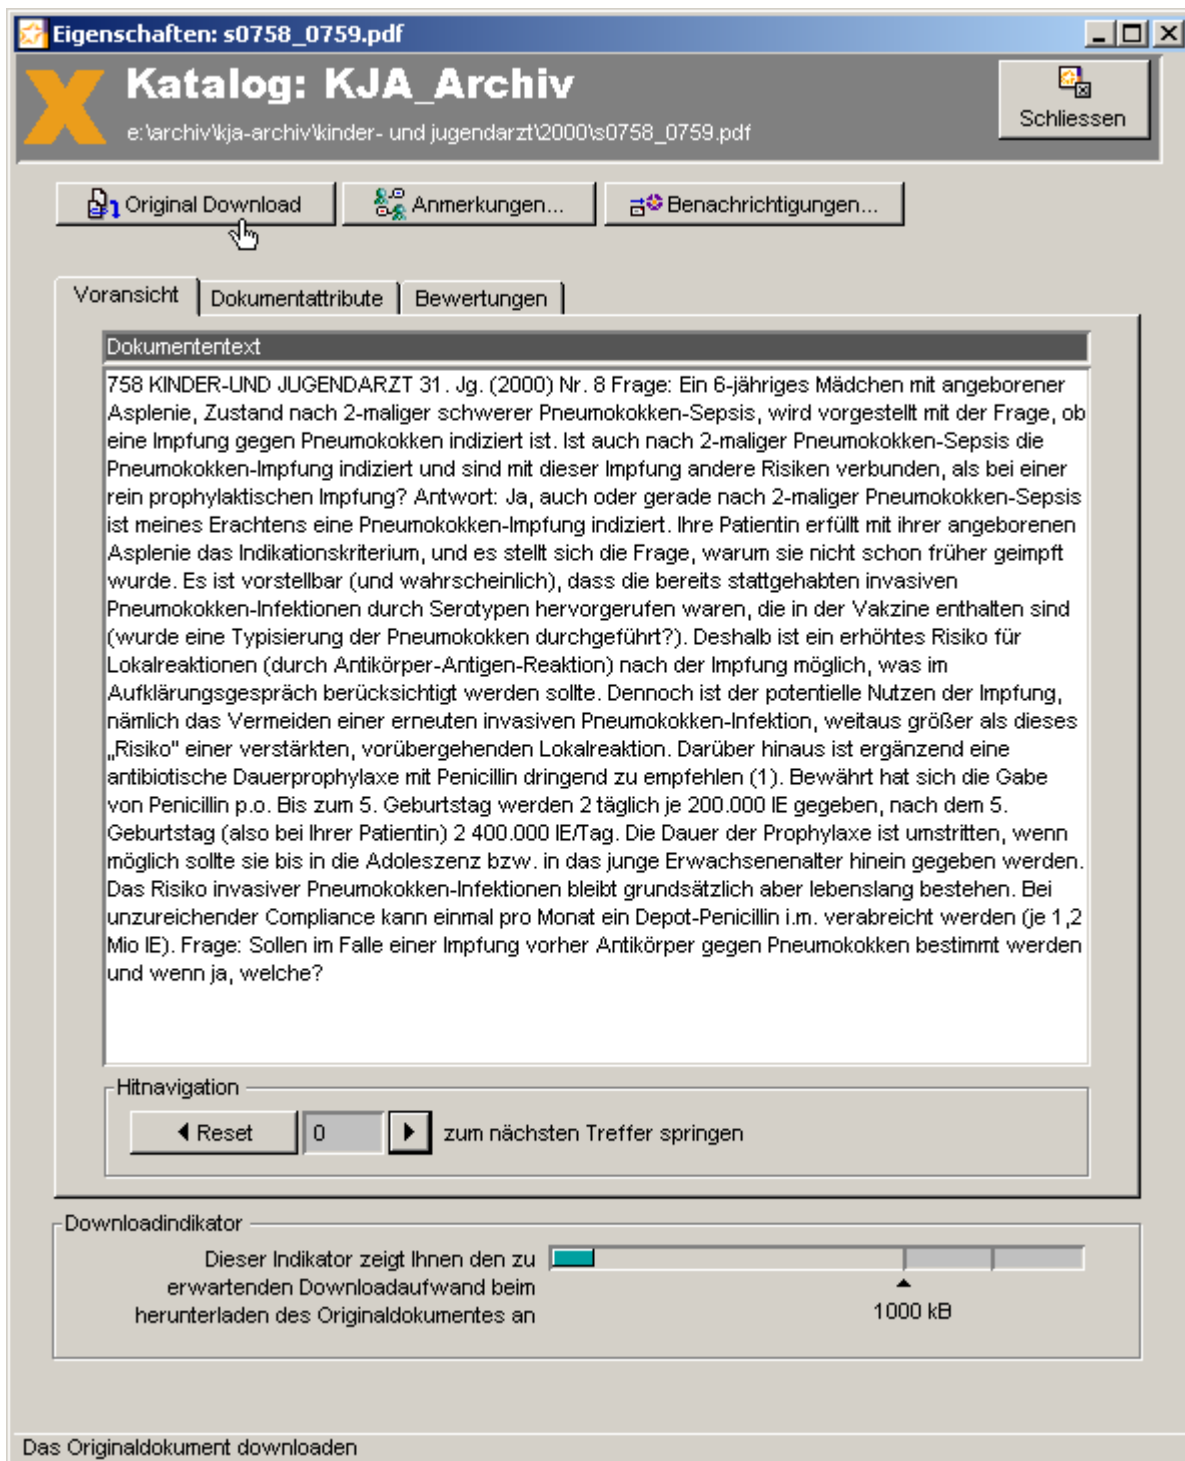 Eigenschaften: s0758_0759.pdf
Katalog: KJA_Archiv
e:\archiv\kja-archiv\kinder- und jugendarzt\2000\s0758_0759.pdf
Schliessen
Original Download
Anmerkungen...
Benachrichtigungen...
Voransicht
Dokumentattribute
Bewertungen
Dokumententext
758 KINDER-UND JUGENDARZT 31. Jg. (2000) Nr. 8 Frage: Ein 6-jähriges Mädchen mit angeborener
Asplenie, Zustand nach 2-maliger schwerer Pneumokokken-Sepsis, wird vorgestellt mit der Frage, ob
eine Impfung gegen Pneumokokken indiziert ist. Ist auch nach 2-maliger Pneumokokken-Sepsis die
Pneumokokken-Impfung indiziert und sind mit dieser Impfung andere Risiken verbunden, als bei einer
rein prophylaktischen Impfung? Antwort: Ja, auch oder gerade nach 2-maliger Pneumokokken-Sepsis
ist meines Erachtens eine Pneumokokken-Impfung indiziert. Ihre Patientin erfüllt mit ihrer angeborenen
Asplenie das Indikationskriterium, und es stellt sich die Frage, warum sie nicht schon früher geimpft
wurde. Es ist vorstellbar (und wahrscheinlich), dass die bereits stattgehabten invasiven
Pneumokokken-Infektionen durch Serotypen hervorgerufen waren, die in der Vakzine enthalten sind
(wurde eine Typisierung der Pneumokokken durchgeführt?). Deshalb ist ein erhöhtes Risiko für
Lokalreaktionen (durch Antikörper-Antigen-Reaktion) nach der Impfung möglich, was im
Aufklärungsgespräch berücksichtigt werden sollte. Dennoch ist der potentielle Nutzen der Impfung,
nämlich das Vermeiden einer erneuten invasiven Pneumokokken-Infektion, weitaus größer als dieses
„Risiko" einer verstärkten, vorübergehenden Lokalreaktion. Darüber hinaus ist ergänzend eine
antibiotische Dauerprophylaxe mit Penicillin dringend zu empfehlen (1). Bewährt hat sich die Gabe
von Penicillin p.o. Bis zum 5. Geburtstag werden 2 täglich je 200.000 IE gegeben, nach dem 5.
Geburtstag (also bei Ihrer Patientin) 2 400.000 IE/Tag. Die Dauer der Prophylaxe ist umstritten, wenn
möglich sollte sie bis in die Adoleszenz bzw. in das junge Erwachsenenalter hinein gegeben werden.
Das Risiko invasiver Pneumokokken-Infektionen bleibt grundsätzlich aber lebenslang bestehen. Bei
unzureichender Compliance kann einmal pro Monat ein Depot-Penicillin i.m. verabreicht werden (je 1,2
Mio IE). Frage: Sollen im Falle einer Impfung vorher Antikörper gegen Pneumokokken bestimmt werden
und wenn ja, welche?
Hitnavigation
Reset
0
zum nächsten Treffer springen
Downloadindikator
Dieser Indikator zeigt Ihnen den zu
erwartenden Downloadaufwand beim
herunterladen des Originaldokumentes an
1000 kB
Das Originaldokument downloaden